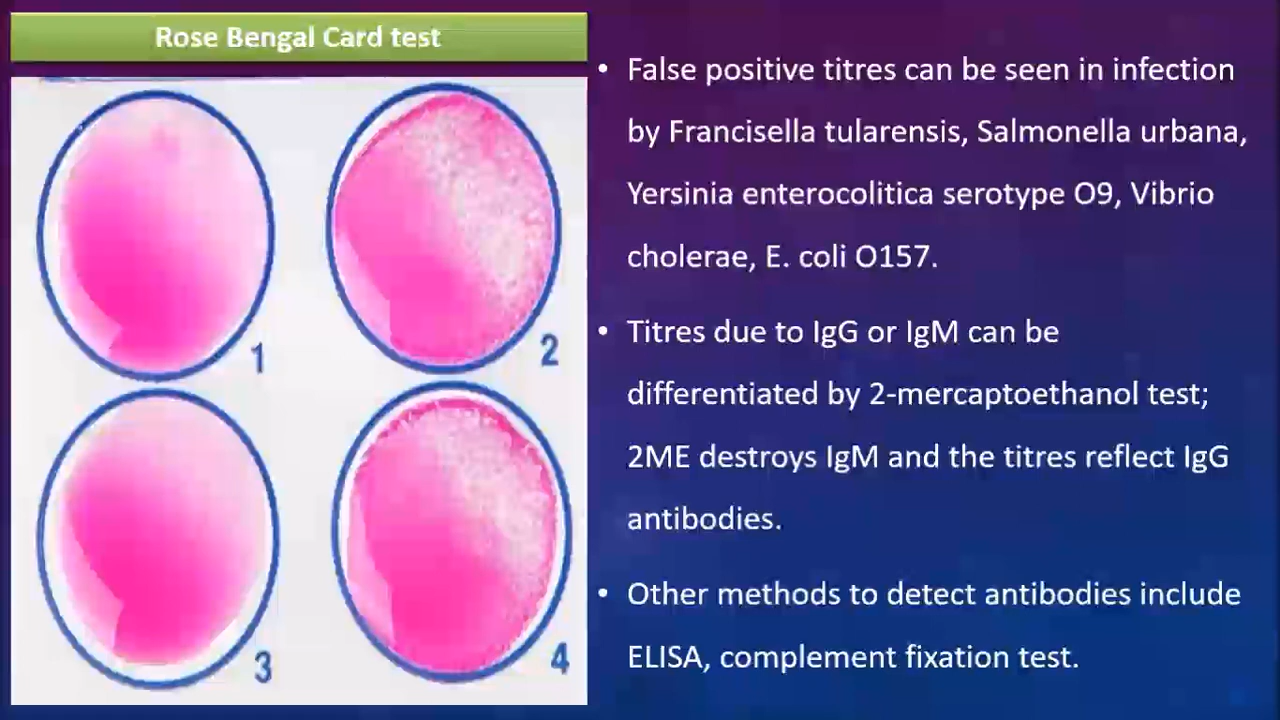 Rose Bengal Card test
1
2
3
4
• False positive titres can be seen in infection
by Francisella tularensis, Salmonella urbana,
Yersinia enterocolitica serotype O9, Vibrio
cholerae, E. coli O157.
• Titres due to IgG or IgM can be
differentiated by 2-mercaptoethanol test;
2ME destroys IgM and the titres reflect IgG
antibodies.
• Other methods to detect antibodies include
ELISA, complement fixation test.